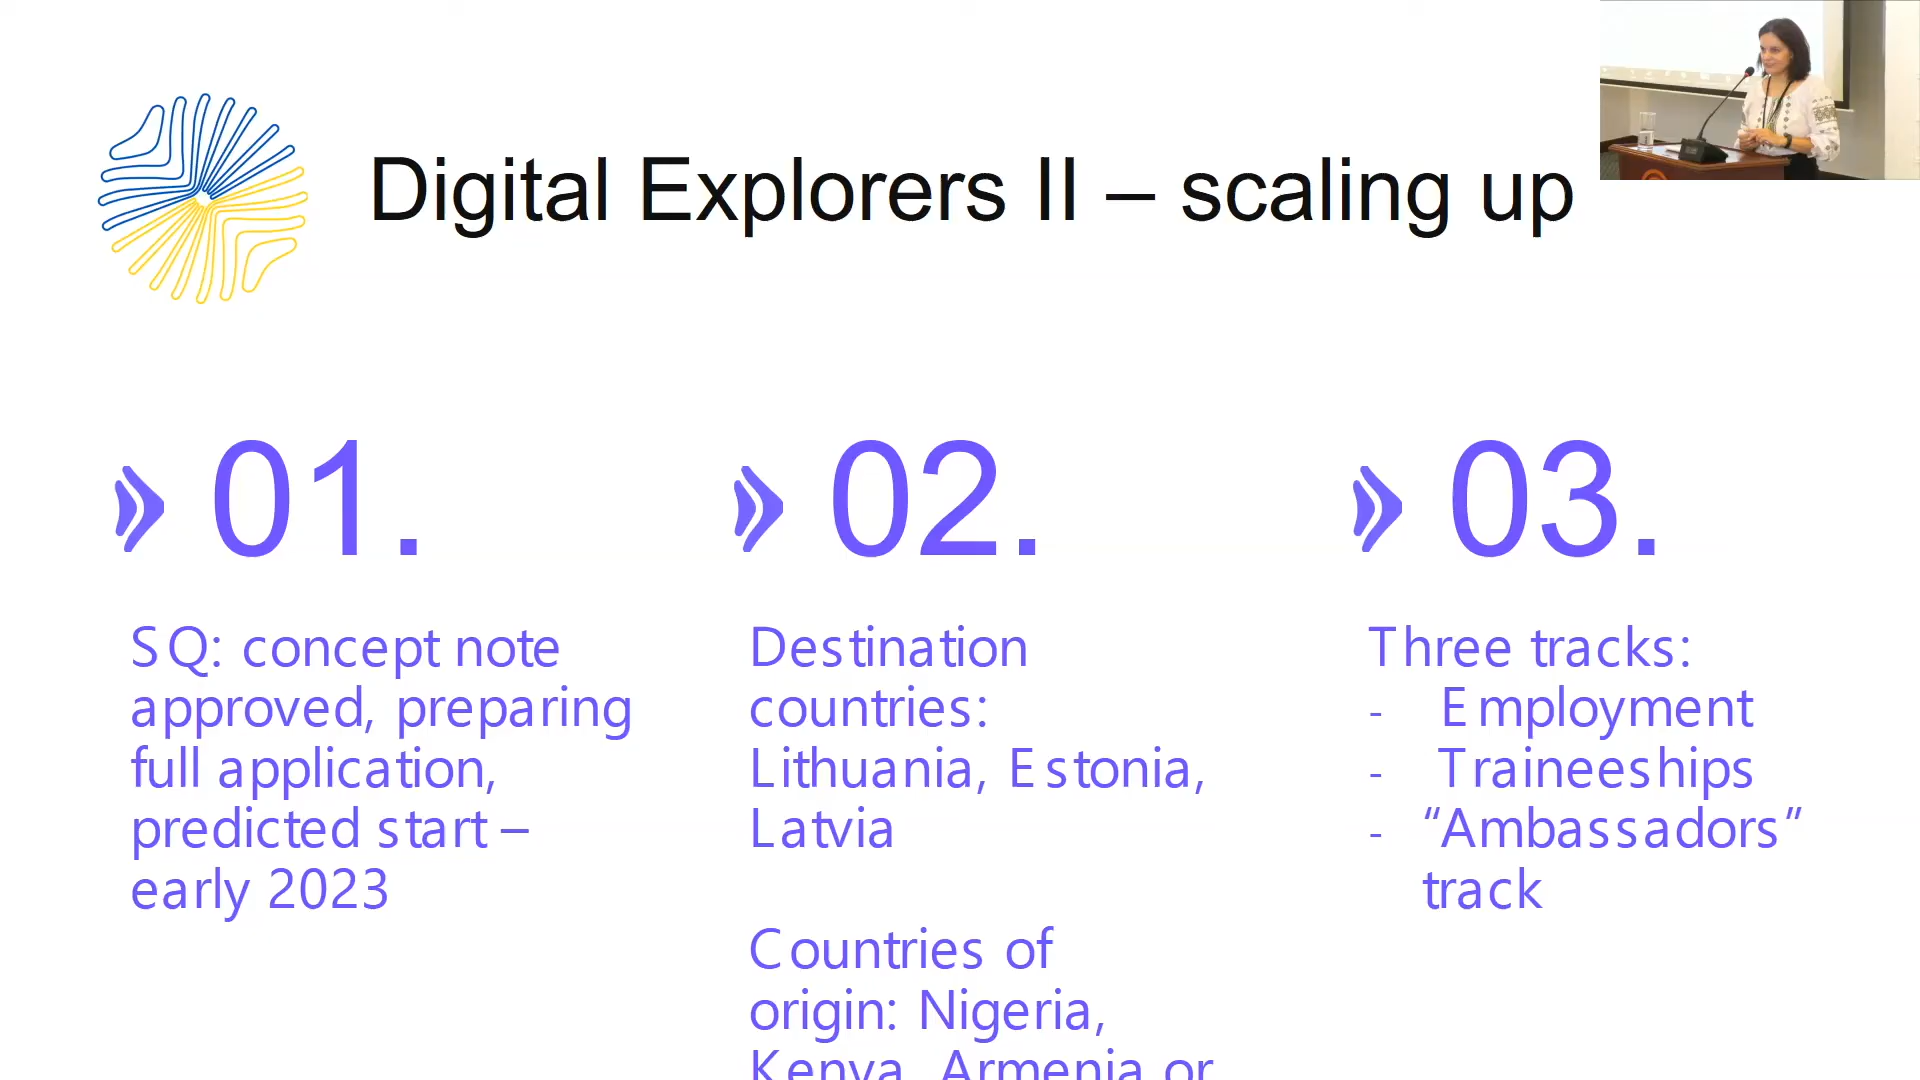 Digital Explorers II – scaling up
01.
SQ: concept note
approved, preparing
full application,
predicted start –
early 2023
02.
Destination
countries:
Lithuania, Estonia,
Latvia
Countries of
origin: Nigeria,
Kenya, Armenia or
03.
Three tracks:
- Employment
- Traineeships
- “Ambassadors”
track